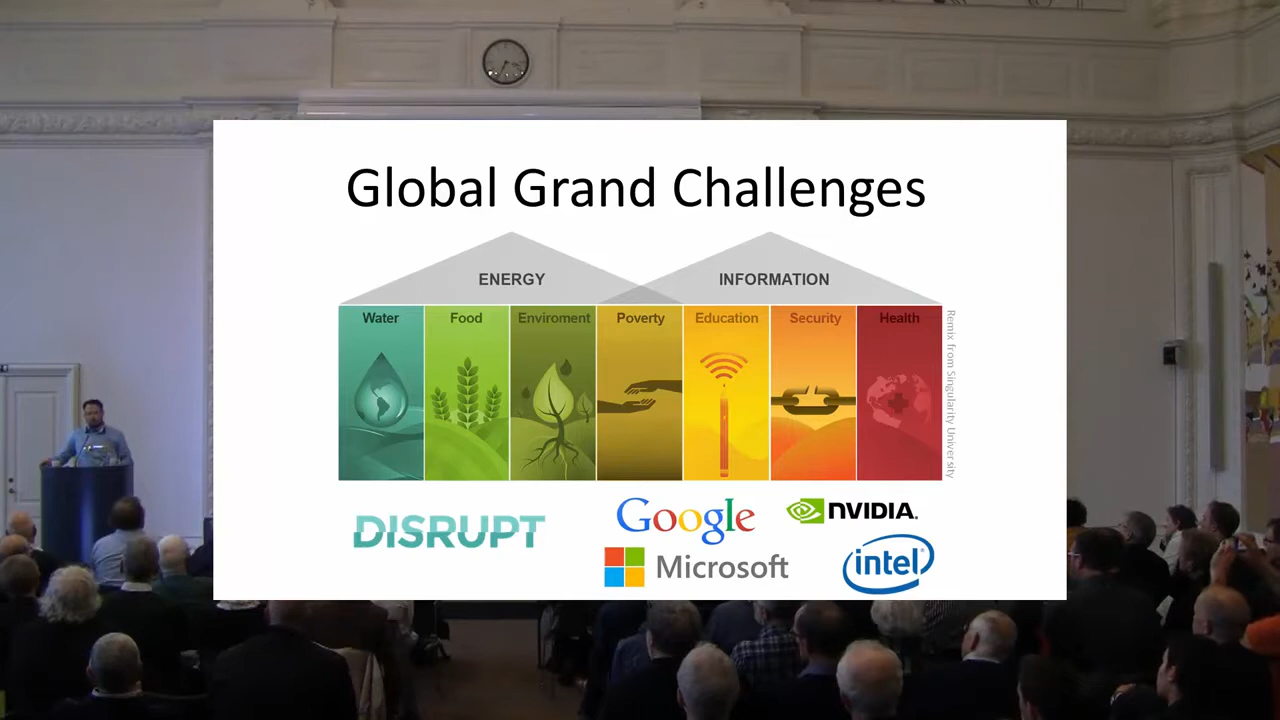 Global Grand Challenges
ENERGY
INFORMATION
Water
Food
Enviroment
Poverty
Education
Security
Health
Remix from Singularity University
DISRUPT
Google
NVIDIA.
Microsoft
intel